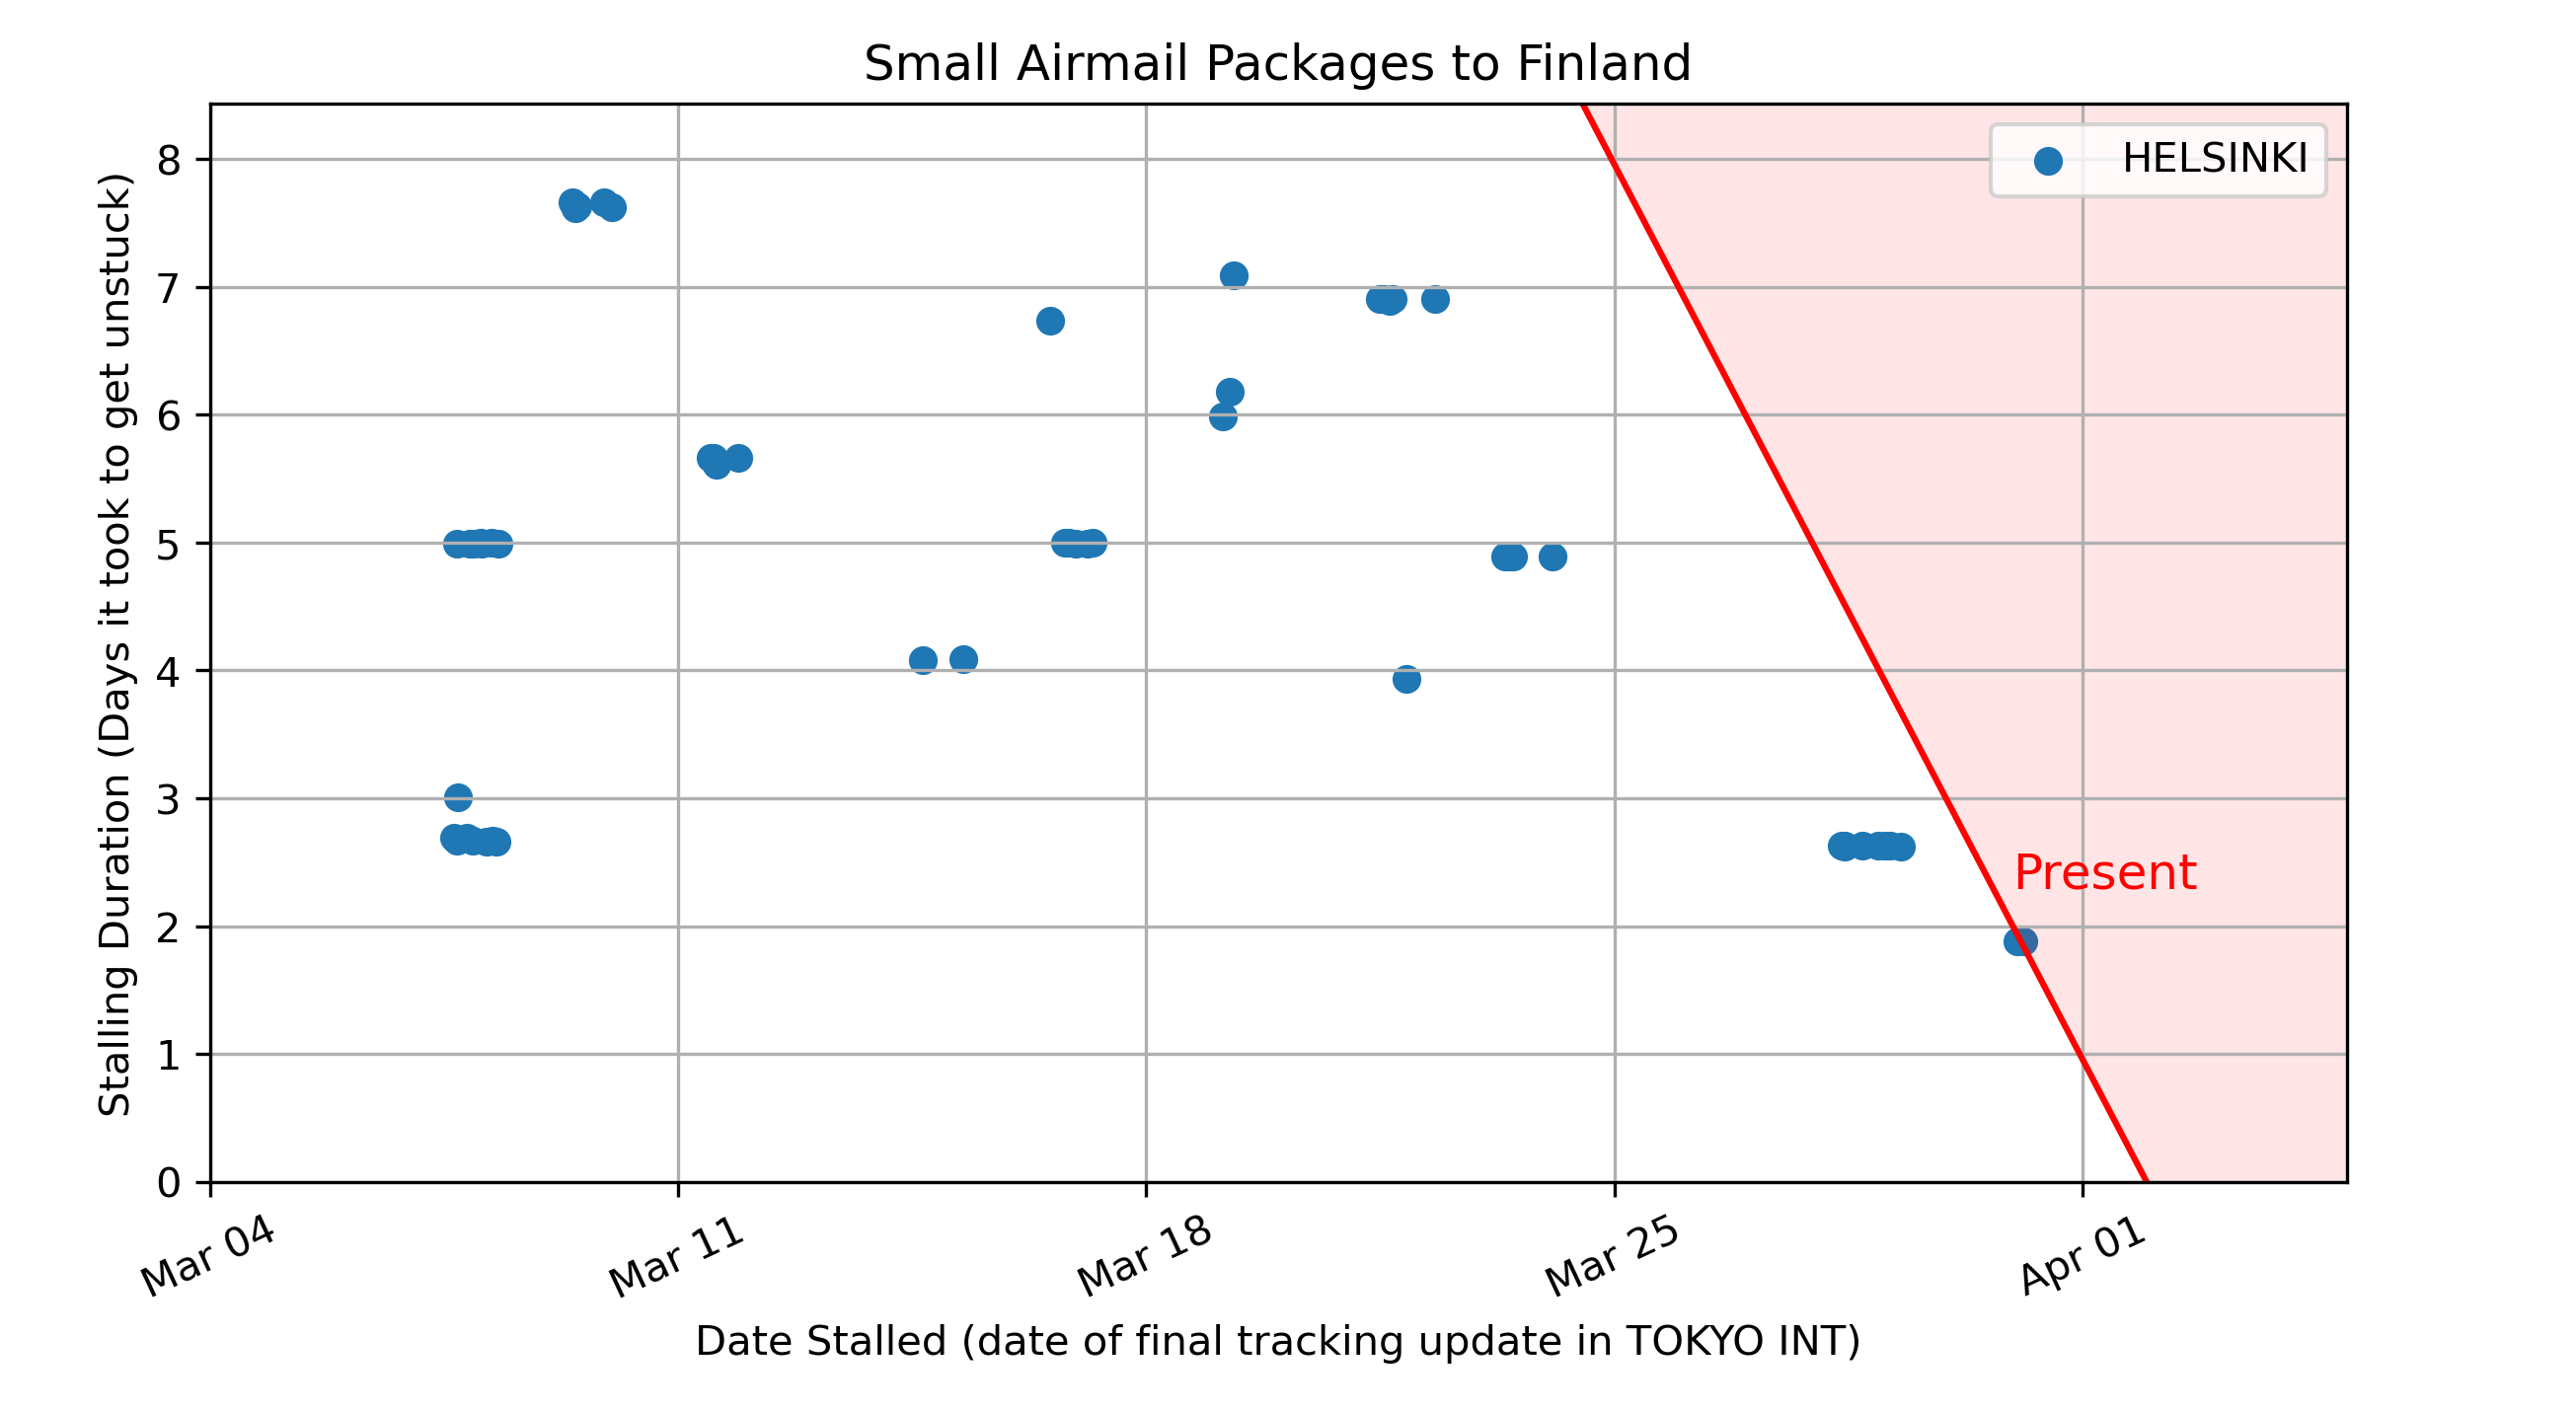 Small Airmail Packages to Finland
HELSINKI
Stalling Duration (Days it took to get unstuck)
8
7
6
5
4
3
2
1
0
Present
Mar 04
Mar 11
Mar 18
Mar 25
Apr 01
Date Stalled (date of final tracking update in TOKYO INT)